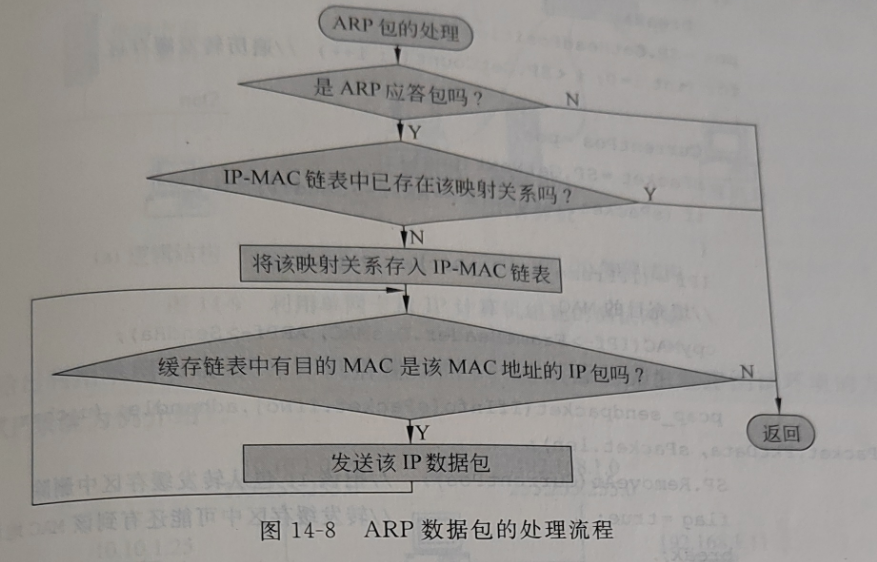 ARP 包的处理
是 ARP 应答包吗？
N
Y
IP-MAC 链表中已存在该映射关系吗？
Y
N
将该映射关系存入 IP-MAC 链表
缓存链表中有目的 MAC 是该 MAC 地址的 IP 包吗？
N
Y
返回
发送该 IP 数据包
图 14-8 ARP 数据包的处理流程